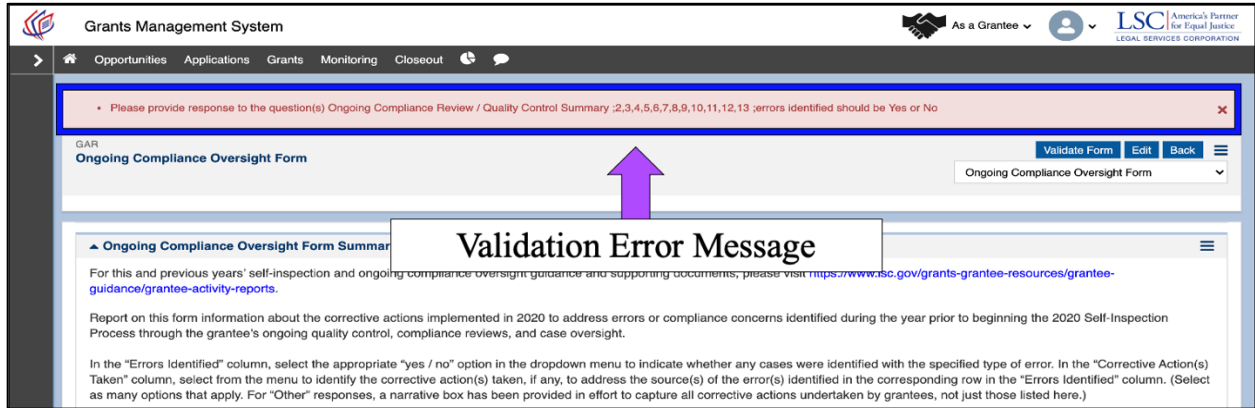 Grants Management System
As a Grantee
LSC America's Partner
for Equal Justice
LEGAL SERVICES CORPORATION
Opportunities Applications Grants Monitoring Closeout
• Please provide response to the question(s) Ongoing Compliance Review / Quality Control Summary ;2,3,4,5,6,7,8,9,10,11,12,13 ;errors identified should be Yes or No
GAR
Ongoing Compliance Oversight Form
Validate Form Edit Back
Ongoing Compliance Oversight Form
Validation Error Message
Ongoing Compliance Oversight Form Summar
For this and previous years' self-inspection and ongoing compliance oversight guidance and supporting documents, please visit https://www.lsc.gov/grants-grantee-resources/grantee-
guidance/grantee-activity-reports.
Report on this form information about the corrective actions implemented in 2020 to address errors or compliance concerns identified during the year prior to beginning the 2020 Self-Inspection
Process through the grantee's ongoing quality control, compliance reviews, and case oversight.
In the "Errors Identified" column, select the appropriate "yes / no" option in the dropdown menu to indicate whether any cases were identified with the specified type of error. In the "Corrective Action(s)
Taken" column, select from the menu to identify the corrective action(s) taken, if any, to address the source(s) of the error(s) identified in the corresponding row in the "Errors Identified" column. (Select
as many options that apply. For "Other" responses, a narrative box has been provided in effort to capture all corrective actions undertaken by grantees, not just those listed here.)